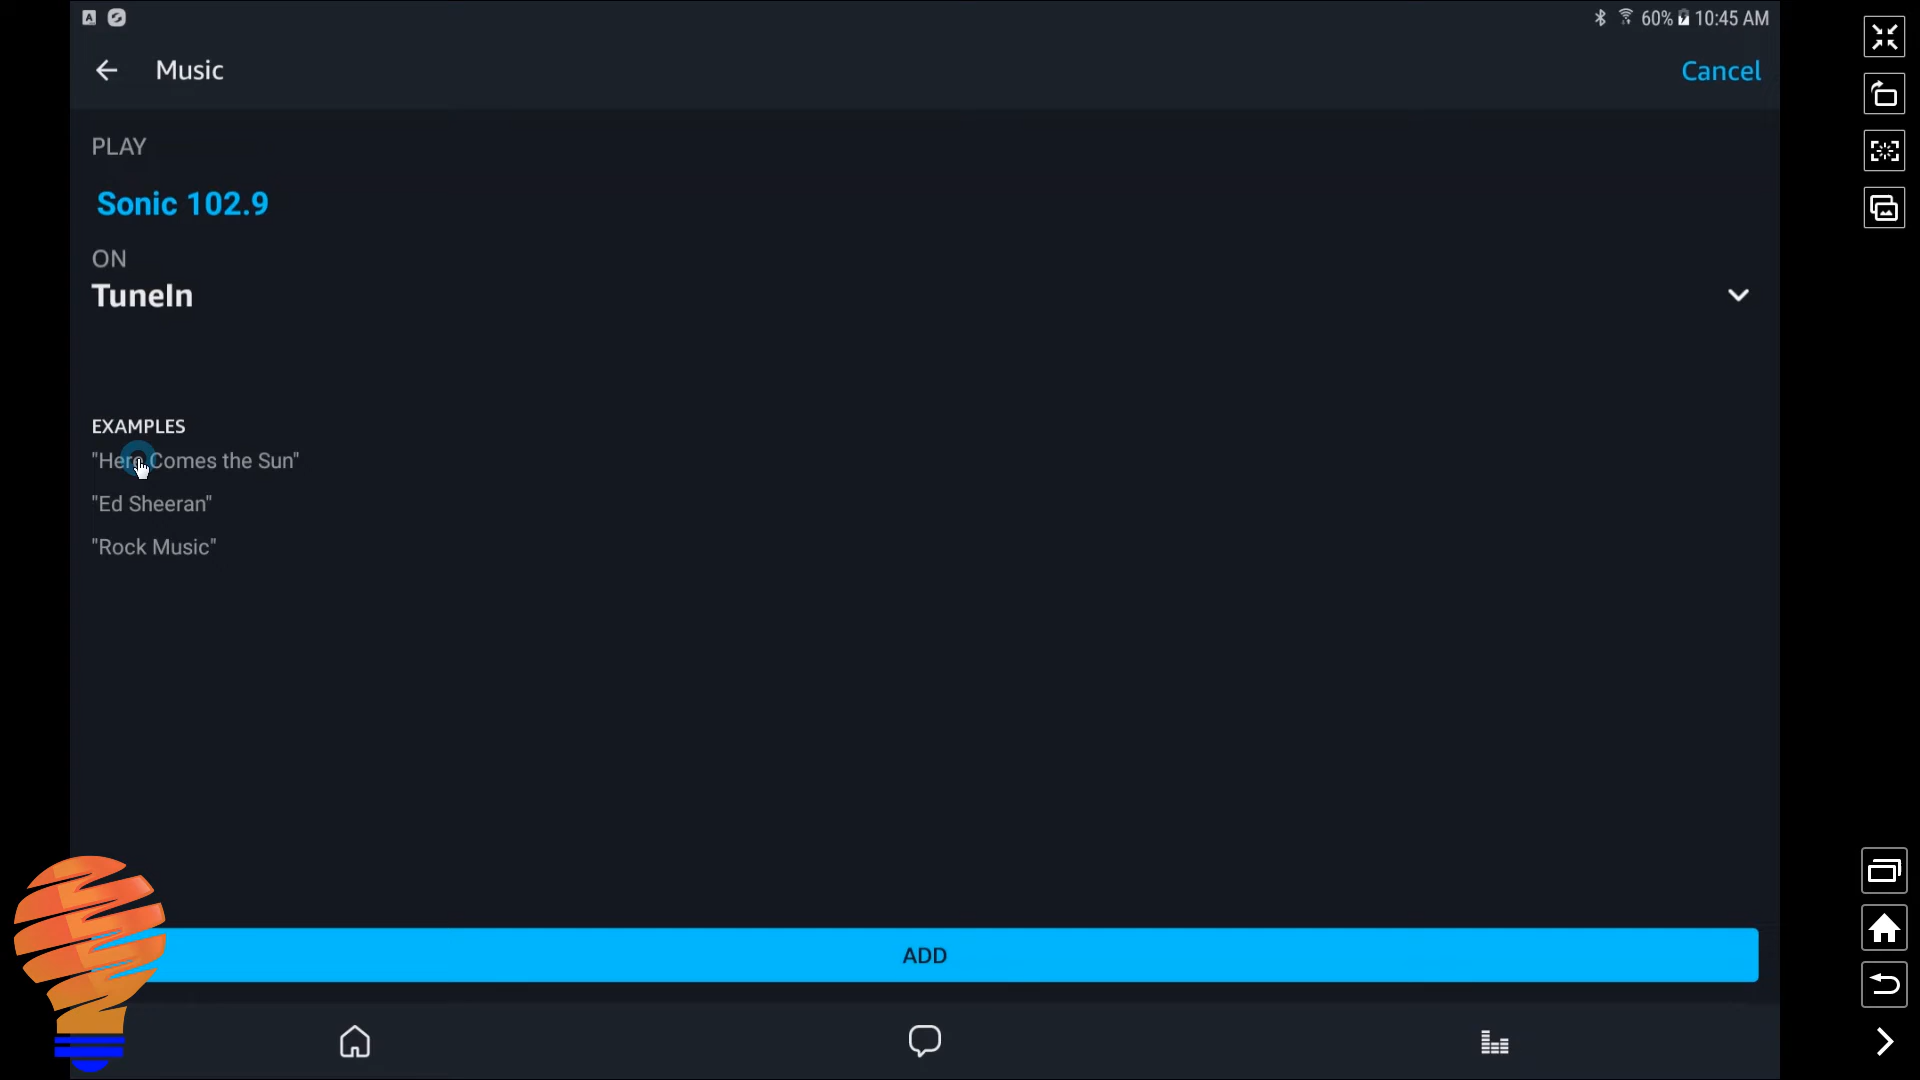 60% 10:45 AM
Music
Cancel
PLAY
Sonic 102.9
ON
TuneIn
EXAMPLES
"Here Comes the Sun"
"Ed Sheeran"
"Rock Music"
ADD